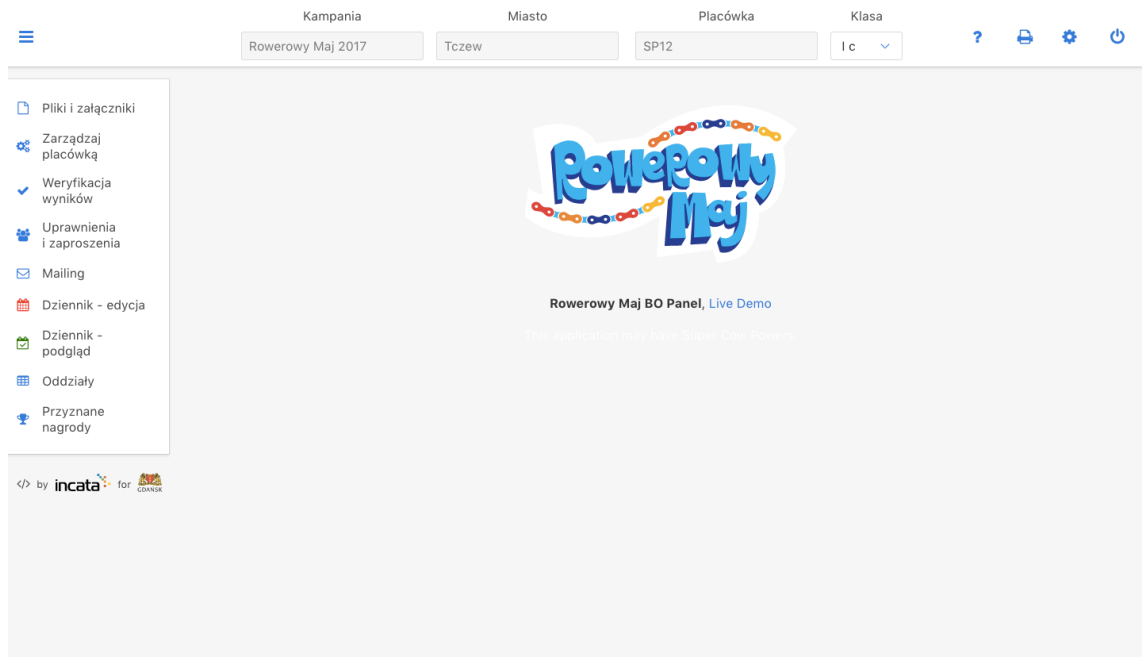 Kampania Miasto Placówka Klasa
Rowerowy Maj 2017 Tczew SP12 I c
?
Pliki i załączniki
Zarządzaj
placówką
Weryfikacja
wyników
Uprawnienia
i zaproszenia
Mailing
Dziennik - edycja
Dziennik -
podgląd
Oddziały
Przyznane
nagrody
</> by incata for
GDAŃSK
Rowerowy
Maj
Rowerowy Maj BO Panel, Live Demo
This application may have Super Cow Powers